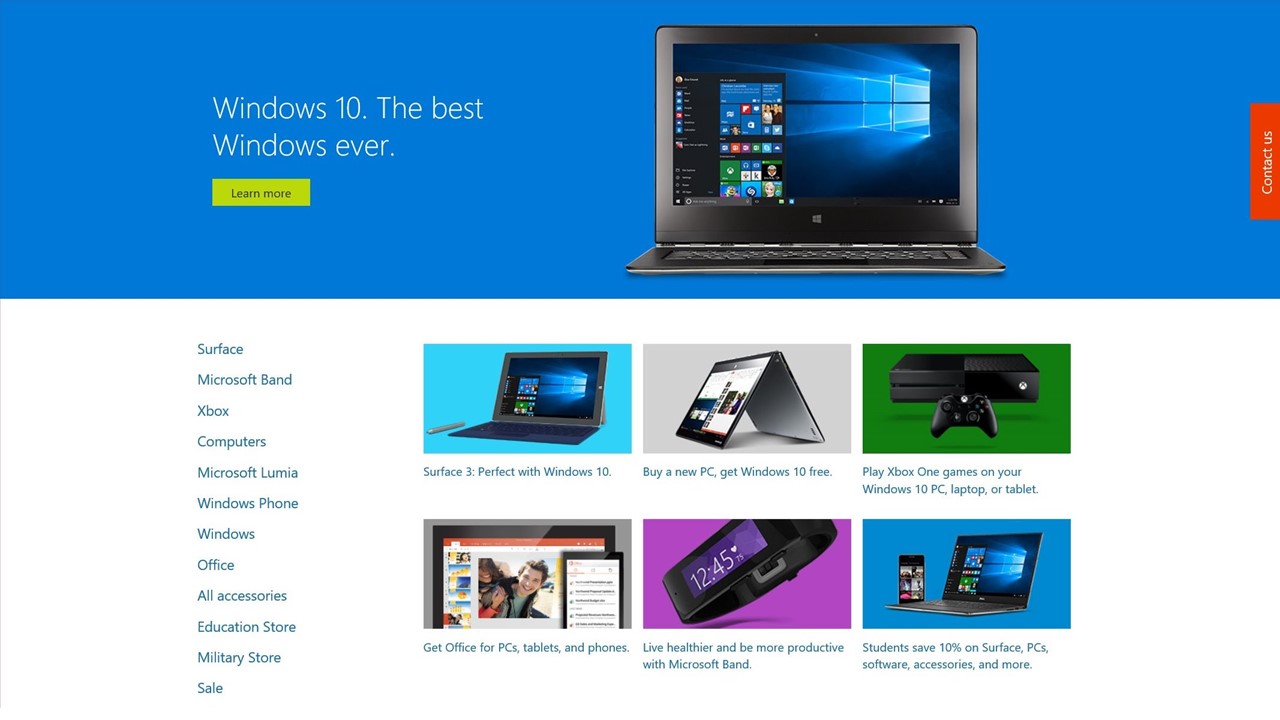 Windows 10. The best
Windows ever.
Learn more
Contact us
Surface
Microsoft Band
Xbox
Computers
Microsoft Lumia
Windows Phone
Windows
Office
All accessories
Education Store
Military Store
Sale
Surface 3: Perfect with Windows 10.
Buy a new PC, get Windows 10 free.
Play Xbox One games on your
Windows 10 PC, laptop, or tablet.
12:45
Get Office for PCs, tablets, and phones.
Live healthier and be more productive
with Microsoft Band.
Students save 10% on Surface, PCs,
software, accessories, and more.